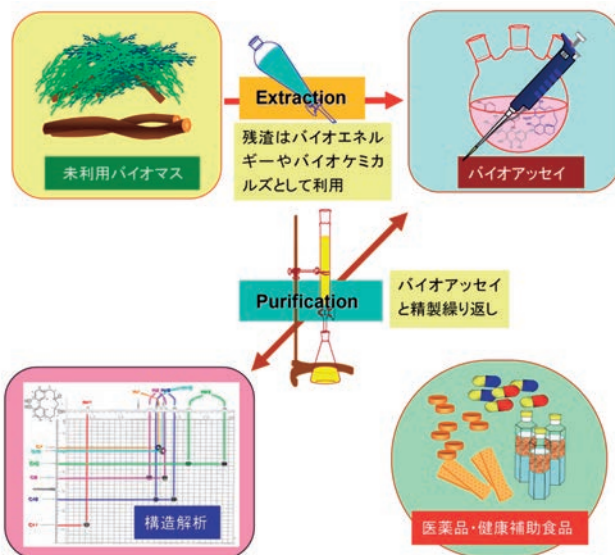 Extraction
残渣はバイオエネル
ギーやバイオケミカ
ルズとして利用
未利用バイオマス
バイオアッセイ
Purification
バイオアッセイ
と精製繰り返し
構造解析
医薬品・健康補助食品